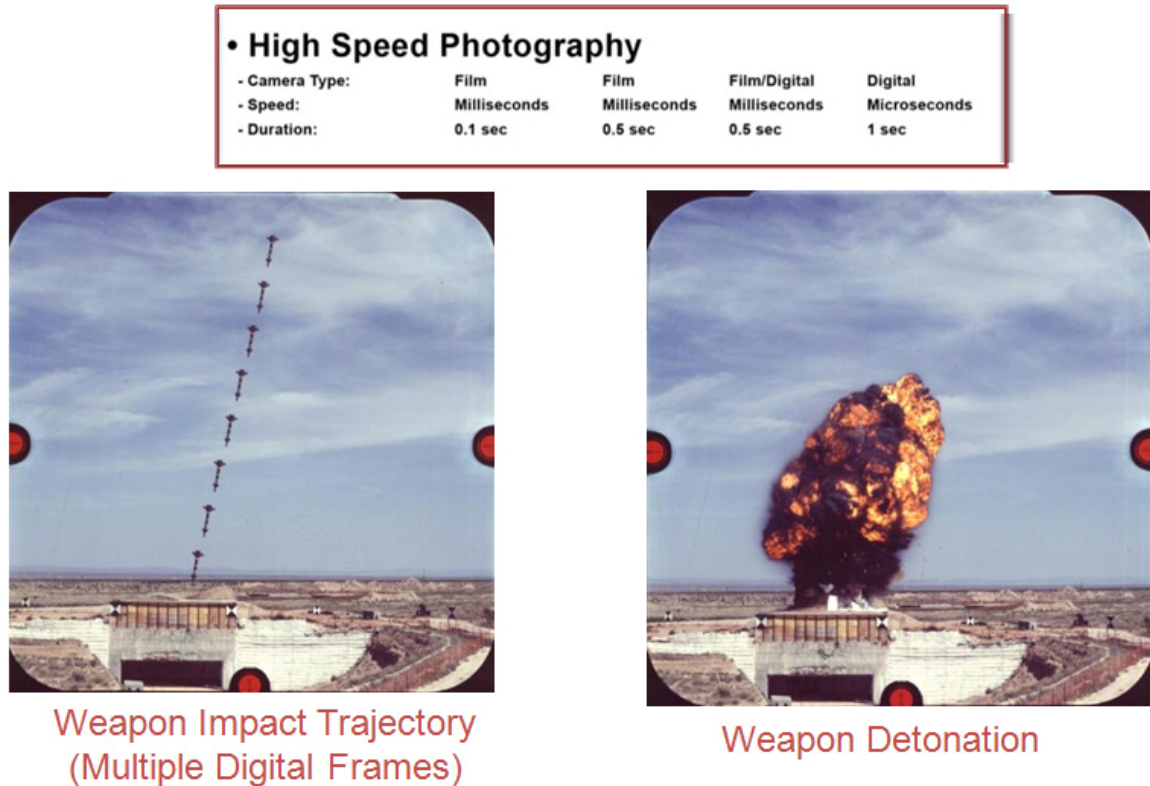 • High Speed Photography
- Camera Type: Film Film Film/Digital Digital
- Speed: Milliseconds Milliseconds Milliseconds Microseconds
- Duration: 0.1 sec 0.5 sec 0.5 sec 1 sec
Weapon Impact Trajectory
(Multiple Digital Frames)
Weapon Detonation